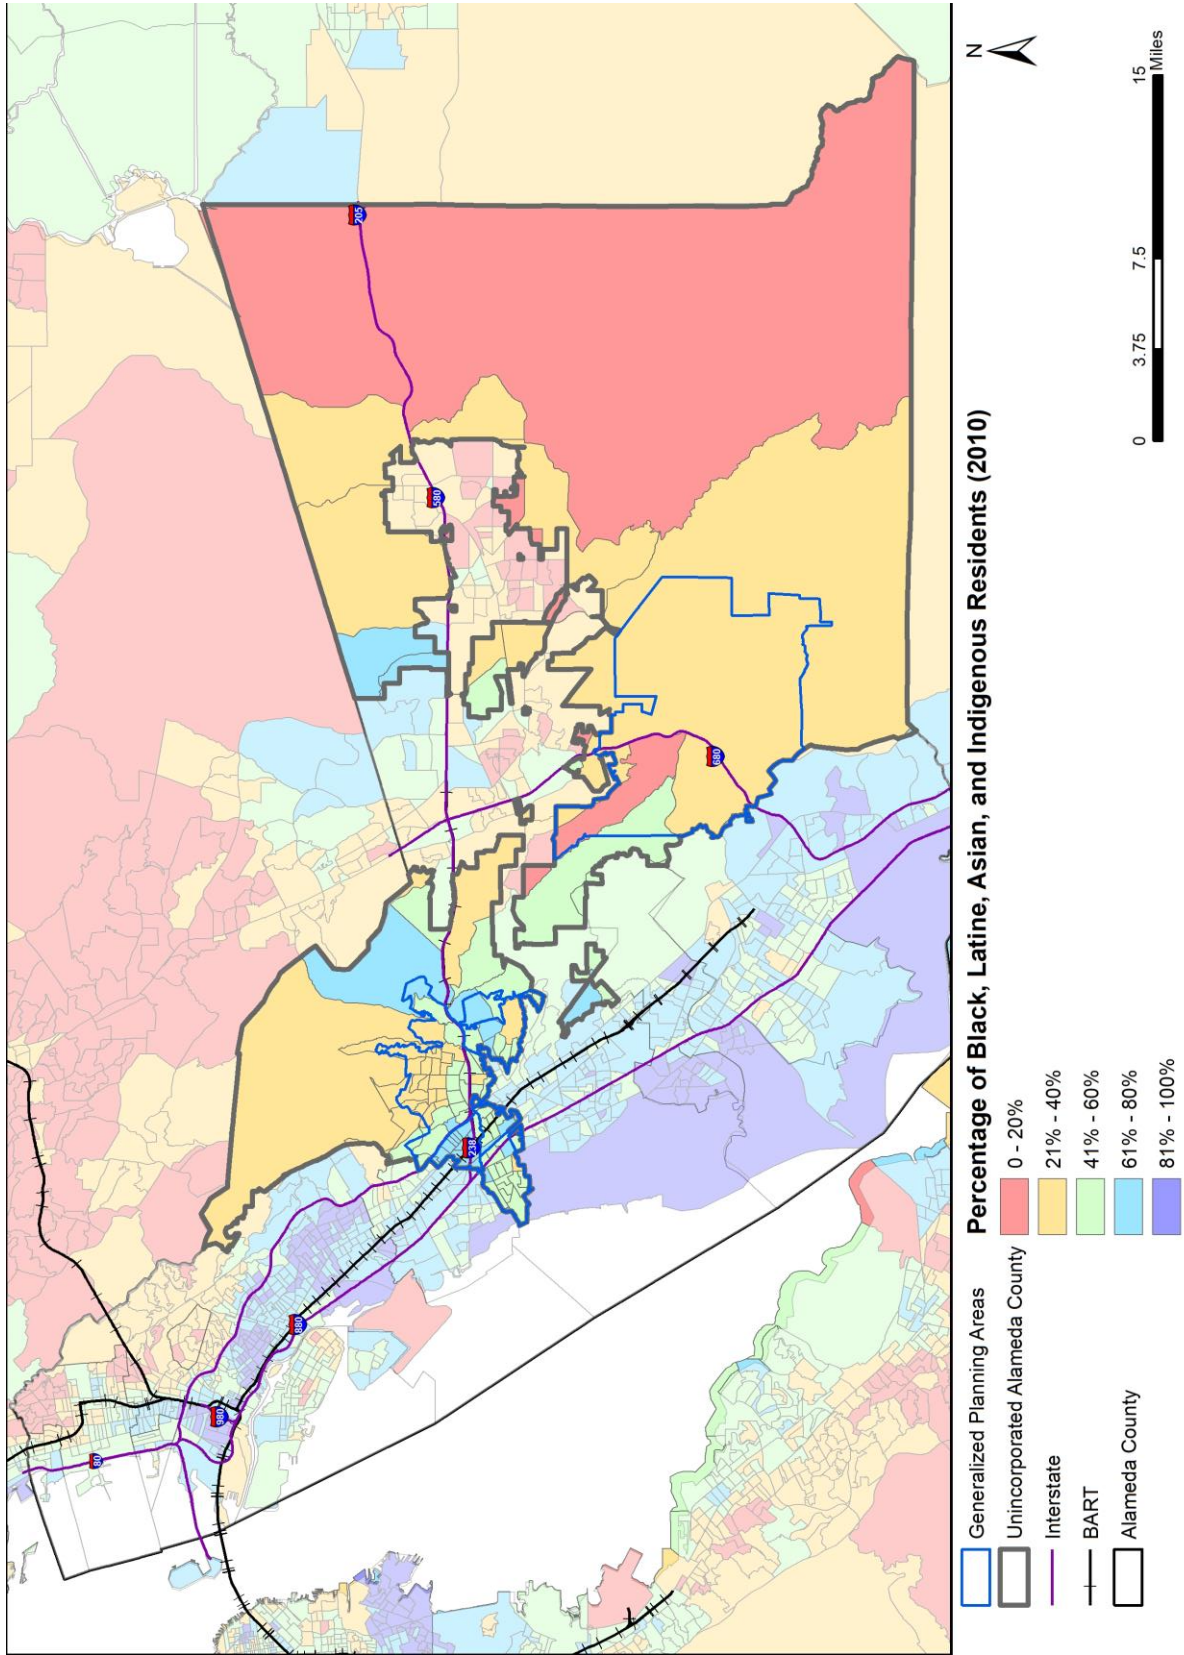 80
980
880
238
680
580
205
N
Generalized Planning Areas
Unincorporated Alameda County
Interstate
BART
Alameda County
Percentage of Black, Latine, Asian, and Indigenous Residents (2010)
0 - 20%
21% - 40%
41% - 60%
61% - 80%
81% - 100%
0 3.75 7.5 15
Miles